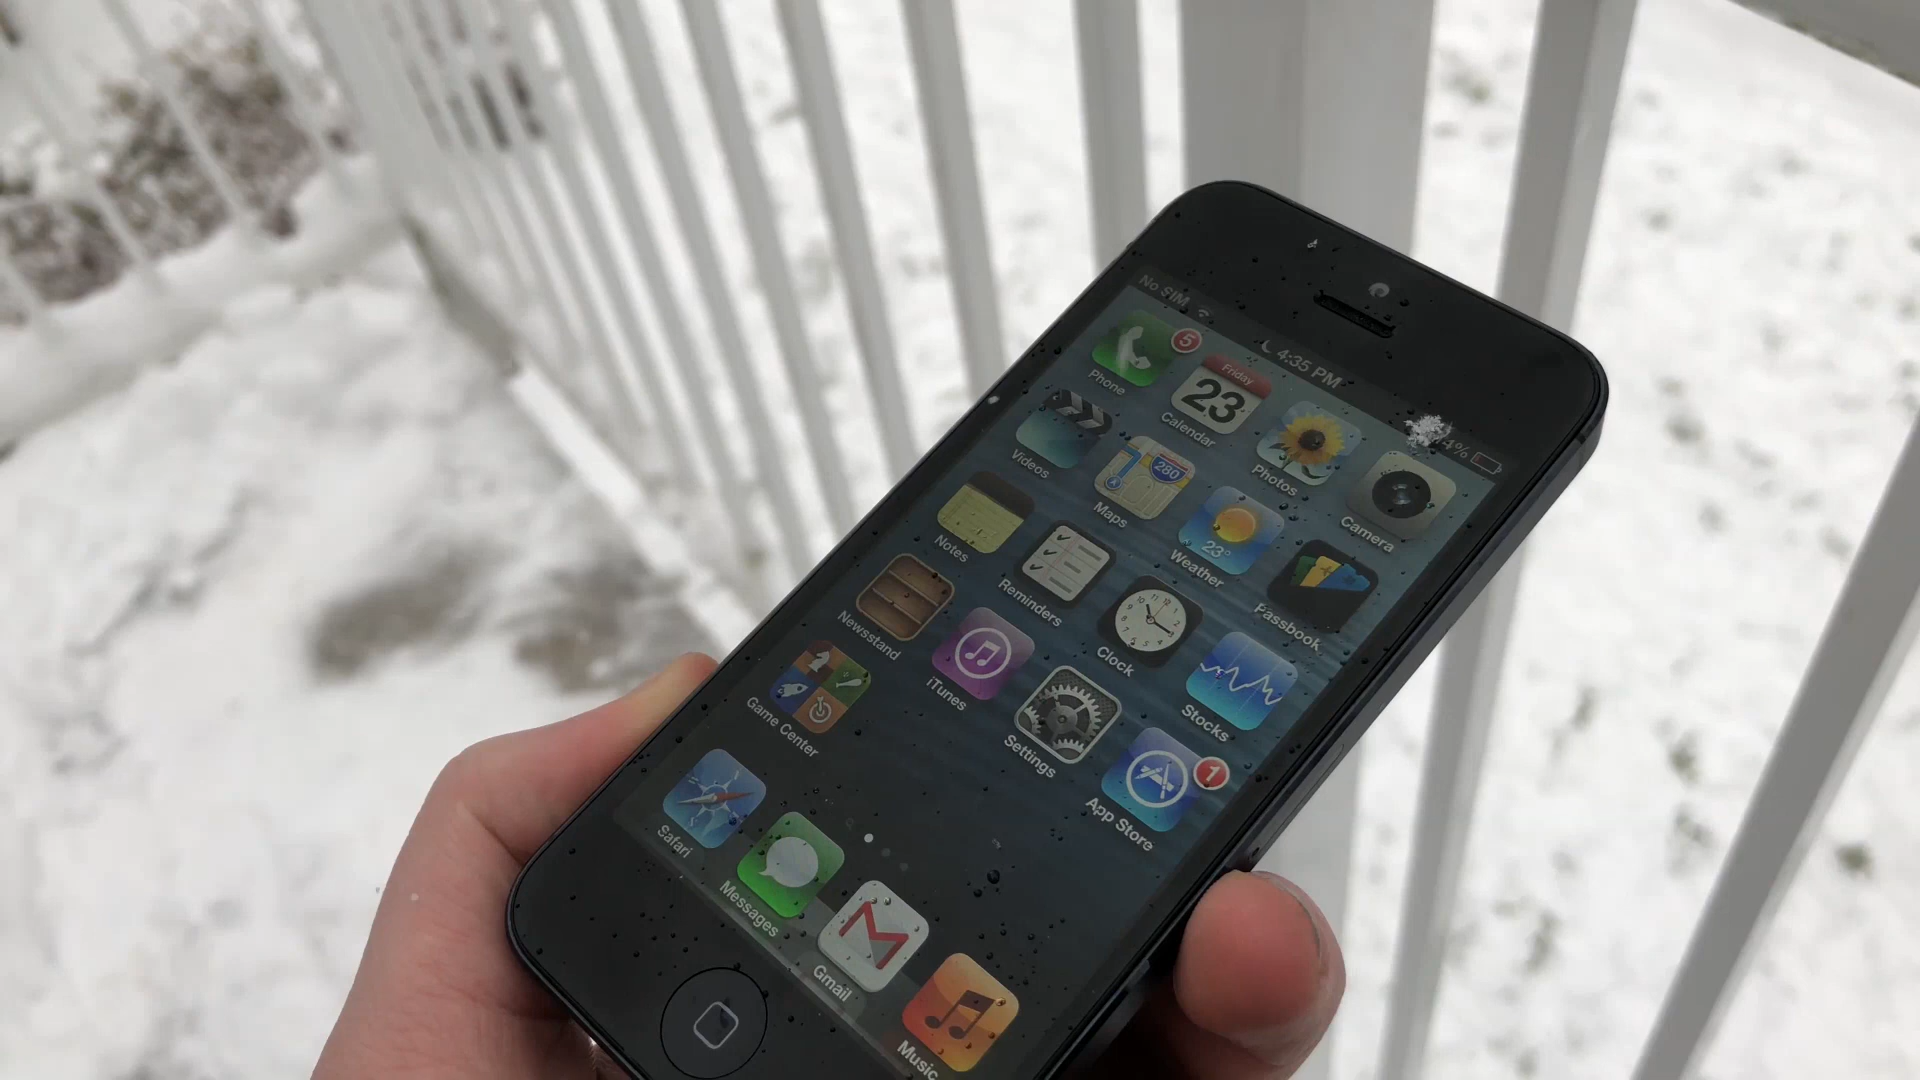 No SIM 4:35 PM 4%
Phone 5
Friday
23
Calendar
Photos
Camera
Videos
280
Maps
23°
Weather
Passbook
Notes
Reminders
Clock
Stocks
Newsstand
iTunes
Settings
1
App Store
Game Center
Safari
Messages
Gmail
Music